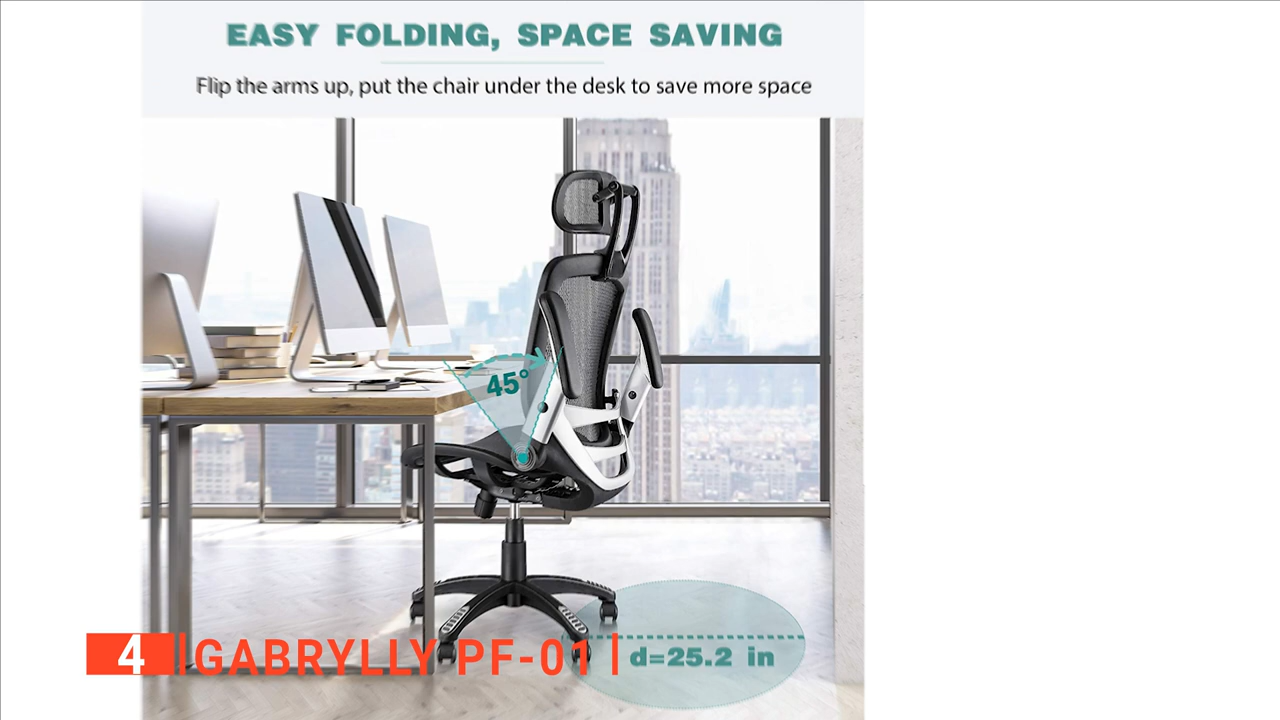 EASY FOLDING, SPACE SAVING
Flip the arms up, put the chair under the desk to save more space
45°
4 GABRYLLY PF-01
d=25.2 in